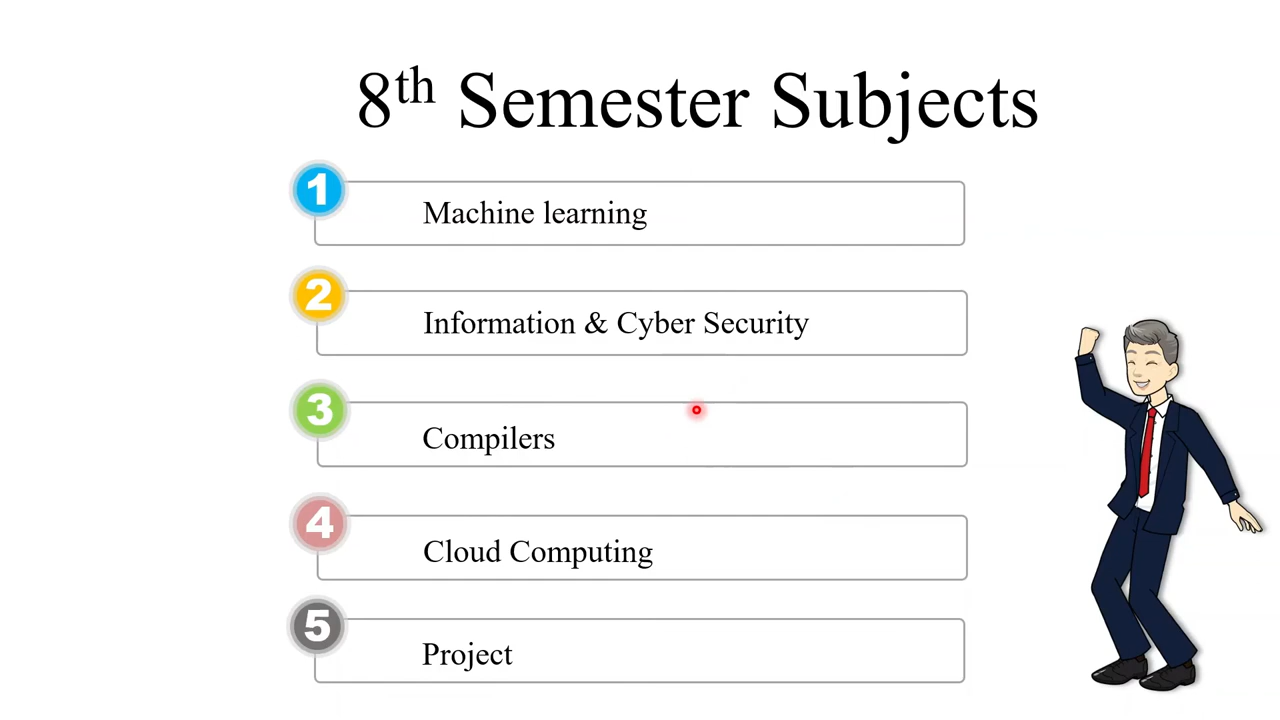 8th Semester Subjects
1
Machine learning
2
Information & Cyber Security
3
Compilers
4
Cloud Computing
5
Project